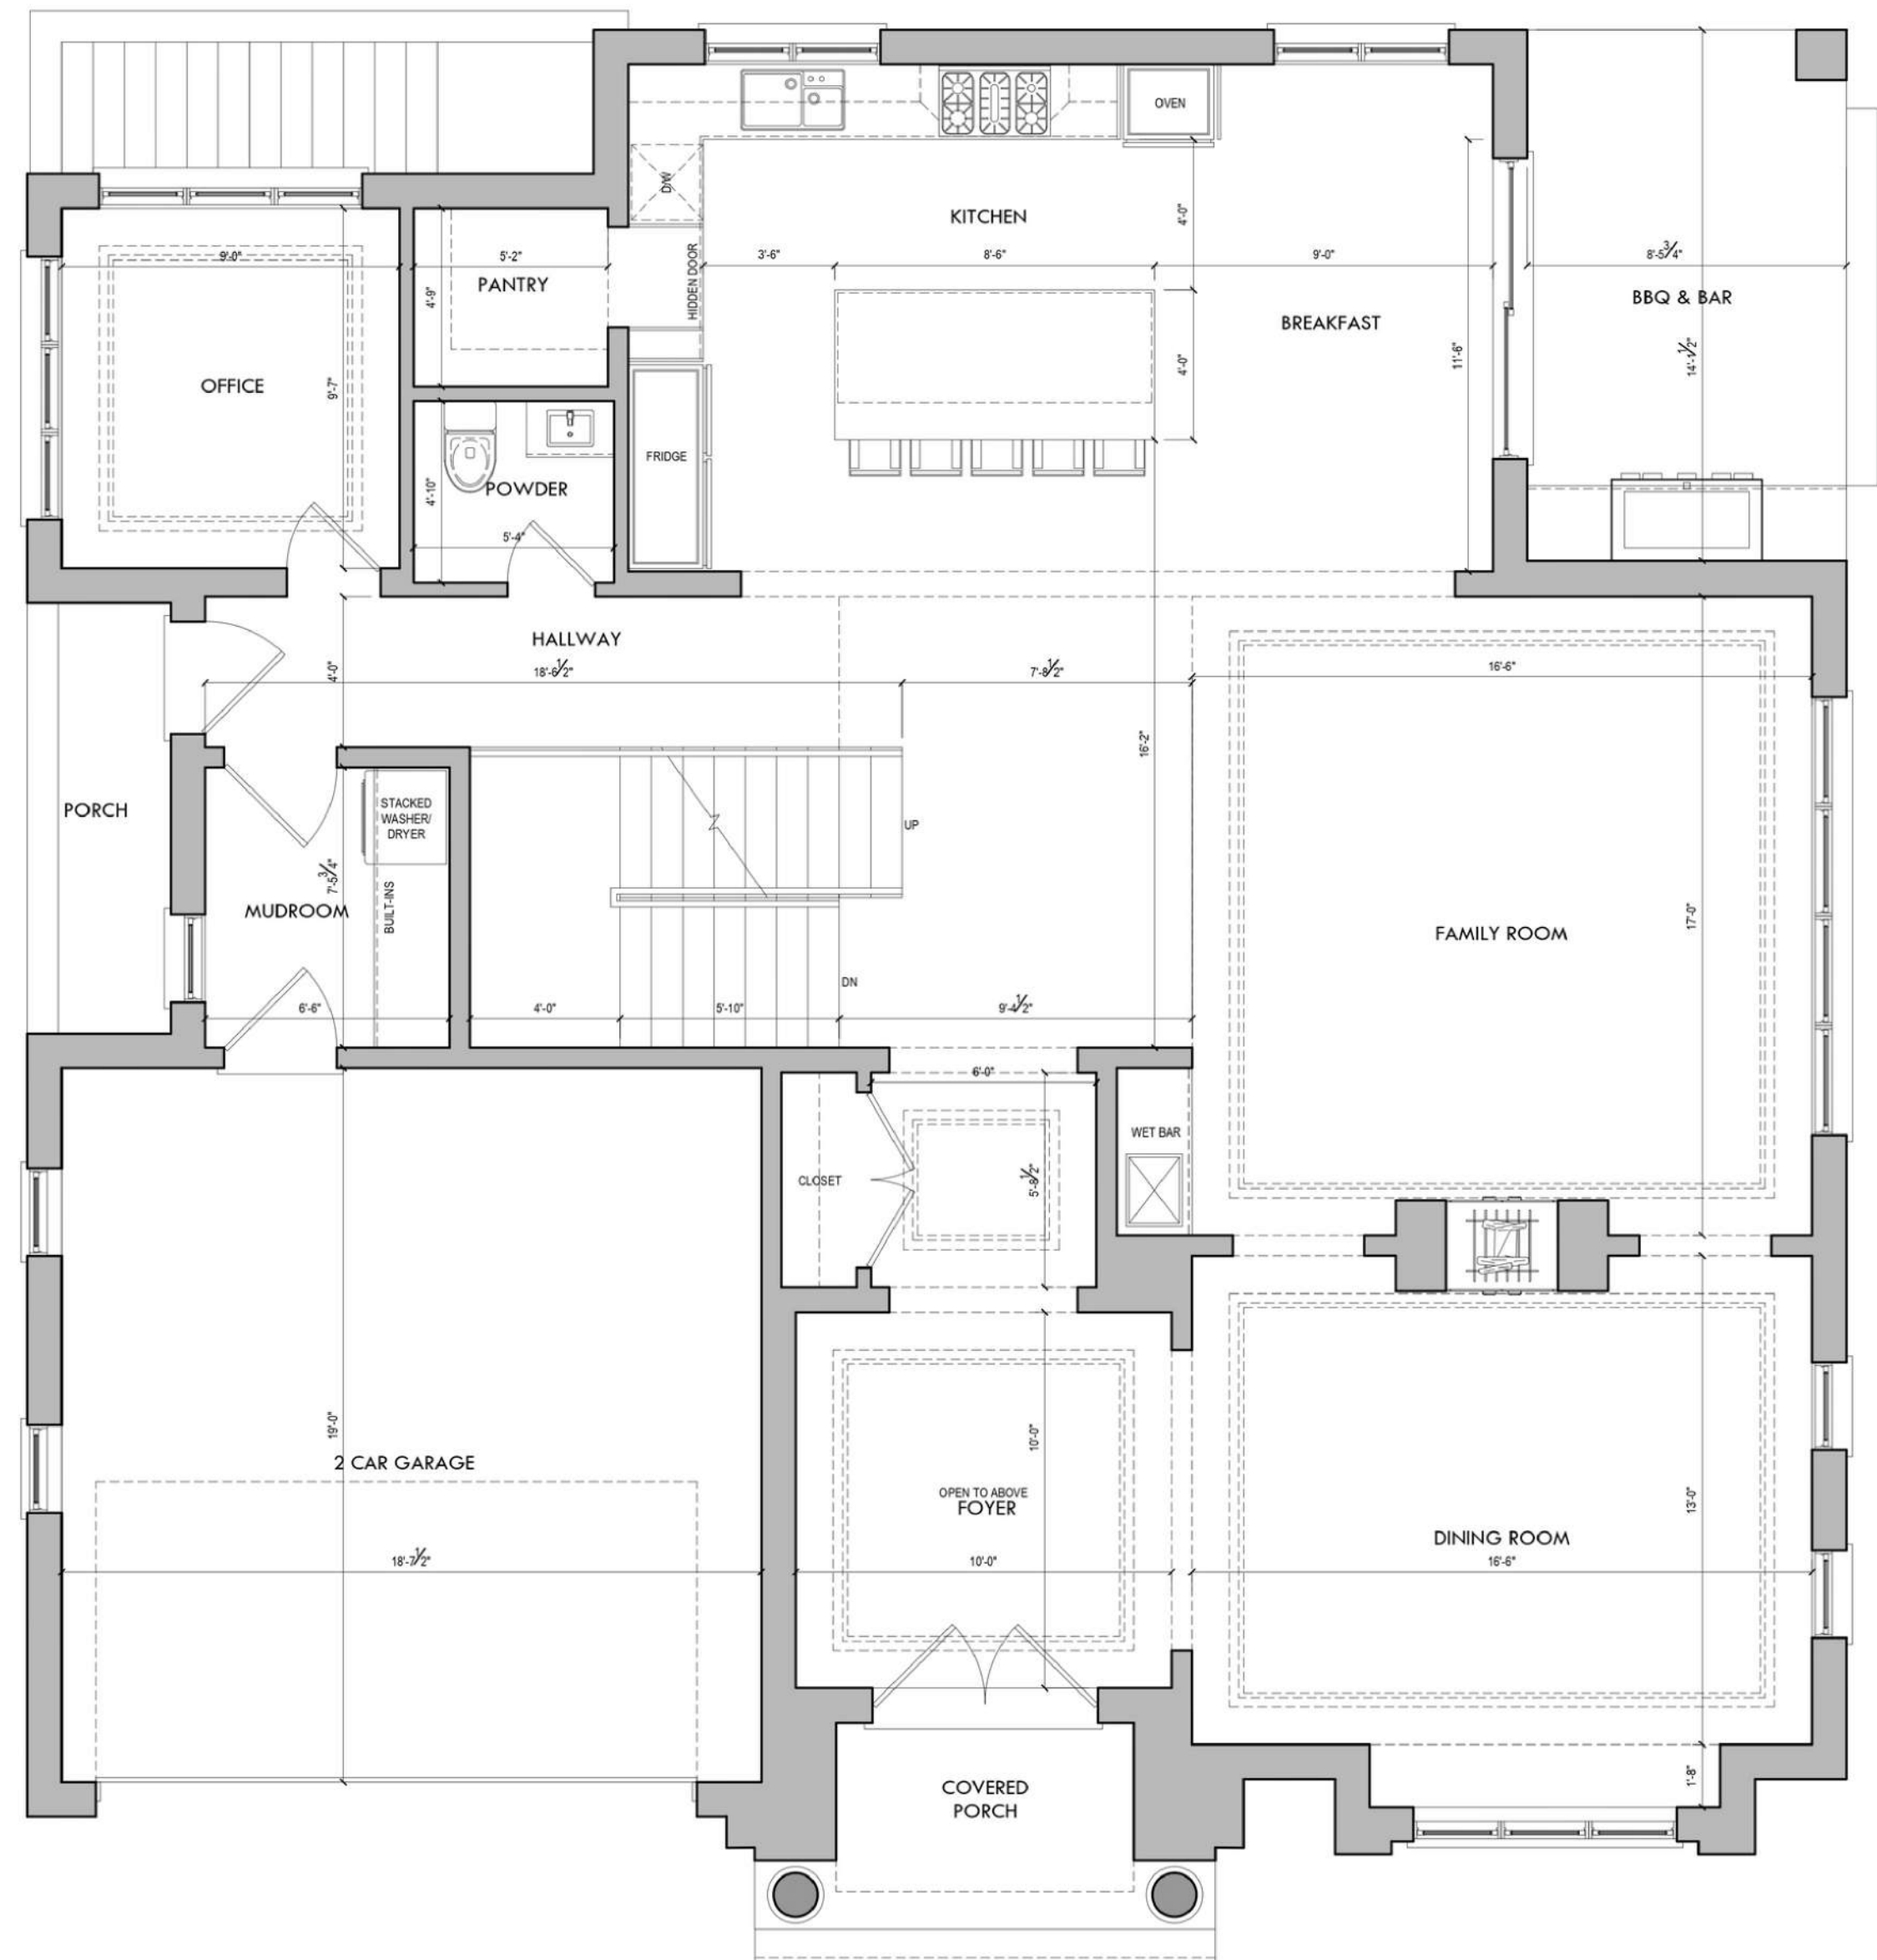 OVEN
D/W
KITCHEN
4'-0"
9'-0"
5'-2"
HIDDEN DOOR
3'-6"
8'-6"
9'-0"
8'-5 3/4"
PANTRY
4'-9"
BBQ & BAR
BREAKFAST
14'-1 1/2"
11'-6"
4'-0"
OFFICE
9'-7"
FRIDGE
POWDER
4'-10"
5'-4"
HALLWAY
18'-6 1/2"
4'-0"
7'-8 1/2"
16'-6"
16'-2"
PORCH
STACKED
WASHER/
DRYER
UP
7'-5 3/4"
BUILT-INS
MUDROOM
FAMILY ROOM
17'-0"
DN
6'-6"
4'-0"
5'-10"
9'-4 1/2"
6'-0"
WET BAR
CLOSET
5'-8 1/2"
19'-0"
2 CAR GARAGE
10'-0"
OPEN TO ABOVE
FOYER
13'-0"
DINING ROOM
18'-7 1/2"
10'-0"
16'-6"
COVERED
PORCH
1'-8"